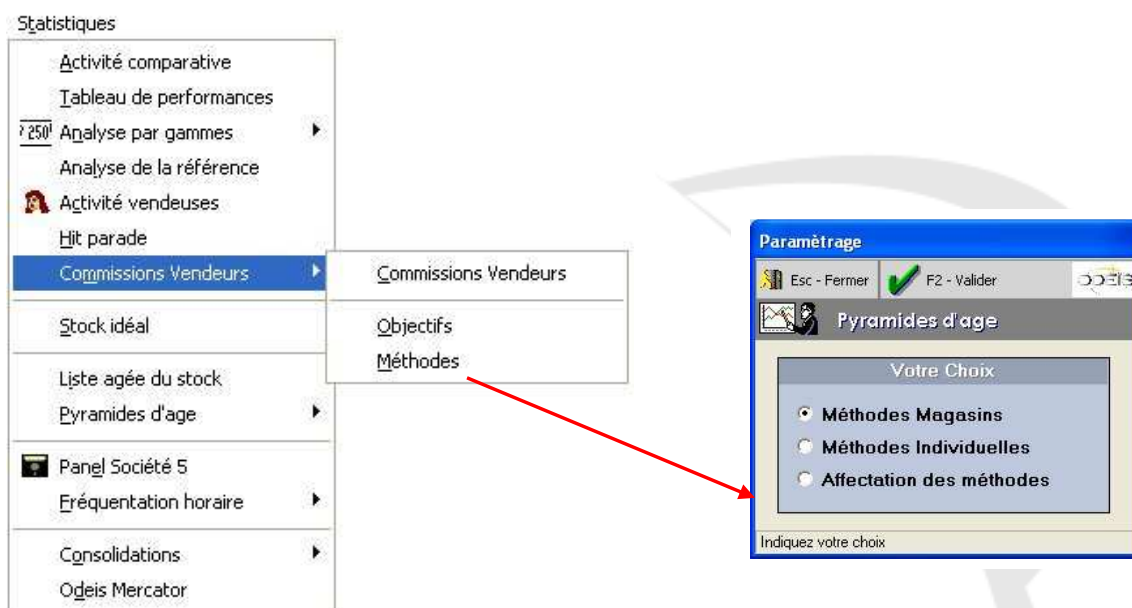 Statistiques
Activité comparative
Tableau de performances
Analyse par gammes
Analyse de la référence
Activité vendeuses
Hit parade
Commissions Vendeurs
Stock idéal
Liste agée du stock
Pyramides d'age
Panel Société 5
Fréquentation horaire
Consolidations
Odeis Mercator
Commissions Vendeurs
Objectifs
Méthodes
Paramètrage
Esc - Fermer F2 - Valider
Pyramides d'age
Votre Choix
Méthodes Magasins
Méthodes Individuelles
Affectation des méthodes
Indiquez votre choix